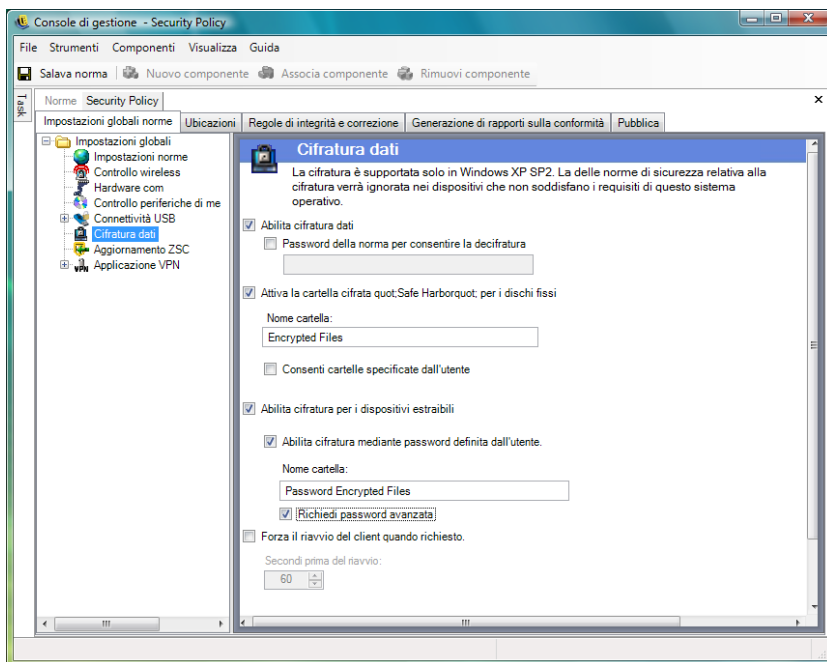 Console di gestione - Security Policy
File Strumenti Componenti Visualizza Guida
Salava norma Nuovo componente Associa componente Rimuovi componente
Task
Norme Security Policy
Impostazioni globali norme Ubicazioni Regole di integrità e correzione Generazione di rapporti sulla conformità Pubblica
Impostazioni globali
Impostazioni norme
Controllo wireless
Hardware com
Controllo periferiche di me
Connettività USB
Cifratura dati
Aggiornamento ZSC
VPN Applicazione VPN
Cifratura dati
La cifratura è supportata solo in Windows XP SP2. La delle norme di sicurezza relativa alla
cifratura verrà ignorata nei dispositivi che non soddisfano i requisiti di questo sistema
operativo.
Abilita cifratura dati
Password della norma per consentire la decifratura
Attiva la cartella cifrata quot;Safe Harborquot; per i dischi fissi
Nome cartella:
Encrypted Files
Consenti cartelle specificate dall'utente
Abilita cifratura per i dispositivi estraibili
Abilita cifratura mediante password definita dall'utente.
Nome cartella:
Password Encrypted Files
Richiedi password avanzata
Forza il riavvio del client quando richiesto.
Secondi prima del riavvio:
60